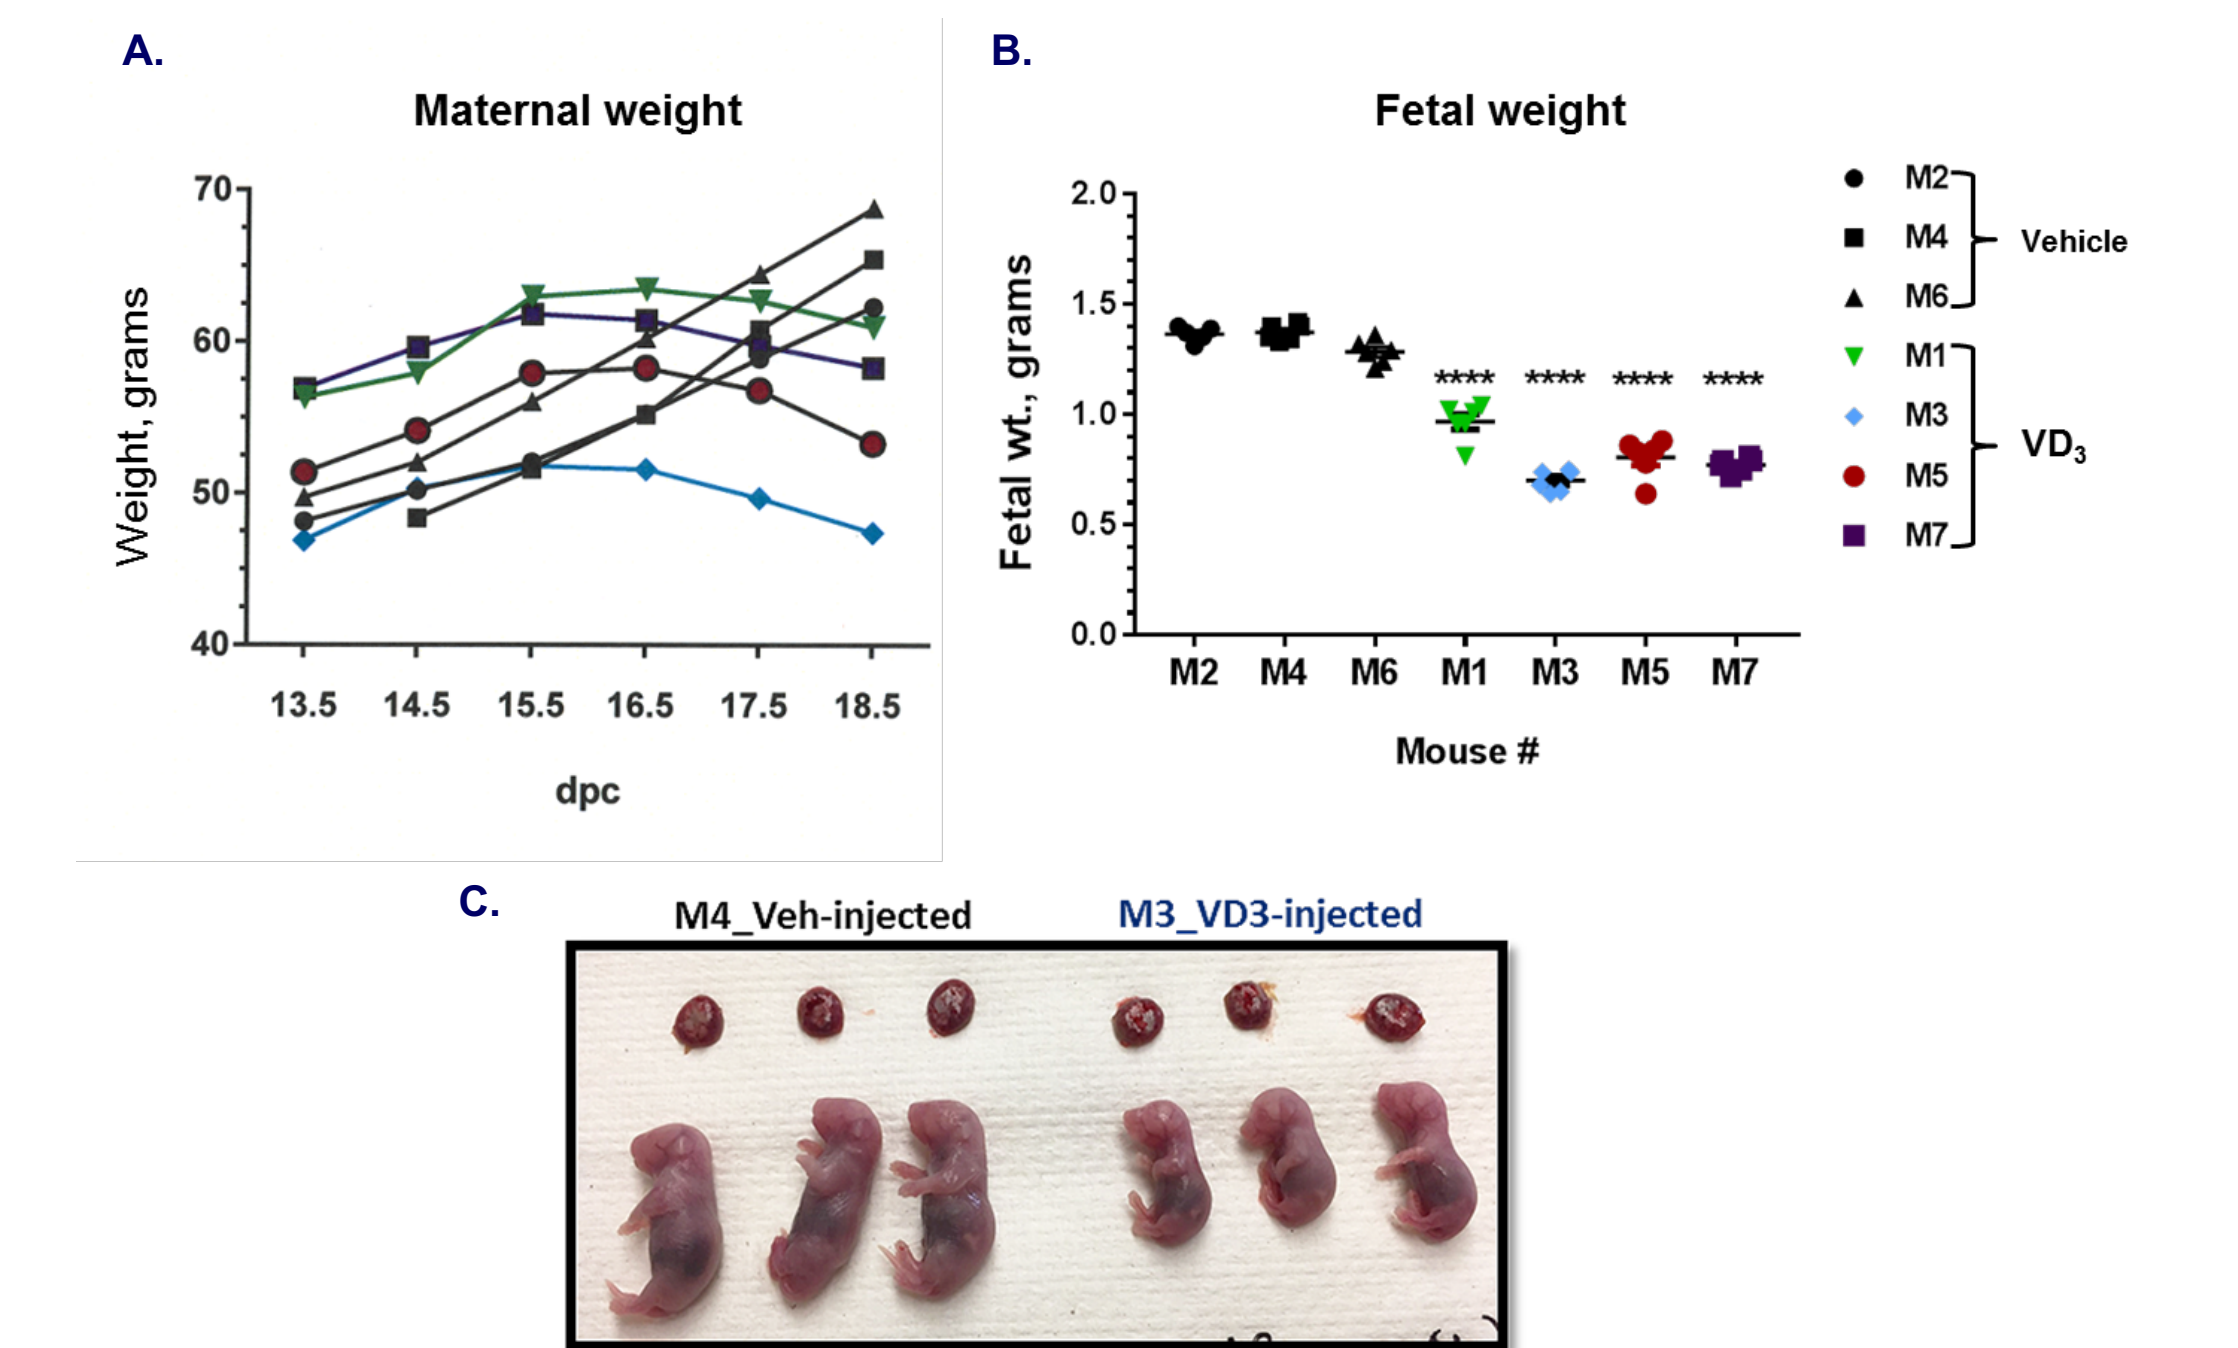 A.
Maternal weight
Weight, grams
70
60
50
40
13.5 14.5 15.5 16.5 17.5 18.5
dpc
B.
Fetal weight
Fetal wt., grams
2.0
1.5
1.0
0.5
0.0
**** **** **** ****
M2 M4 M6 M1 M3 M5 M7
Mouse #
M2
M4
M6
Vehicle
M1
M3
M5
M7
VD3
C.
M4_Veh-injected
M3_VD3-injected